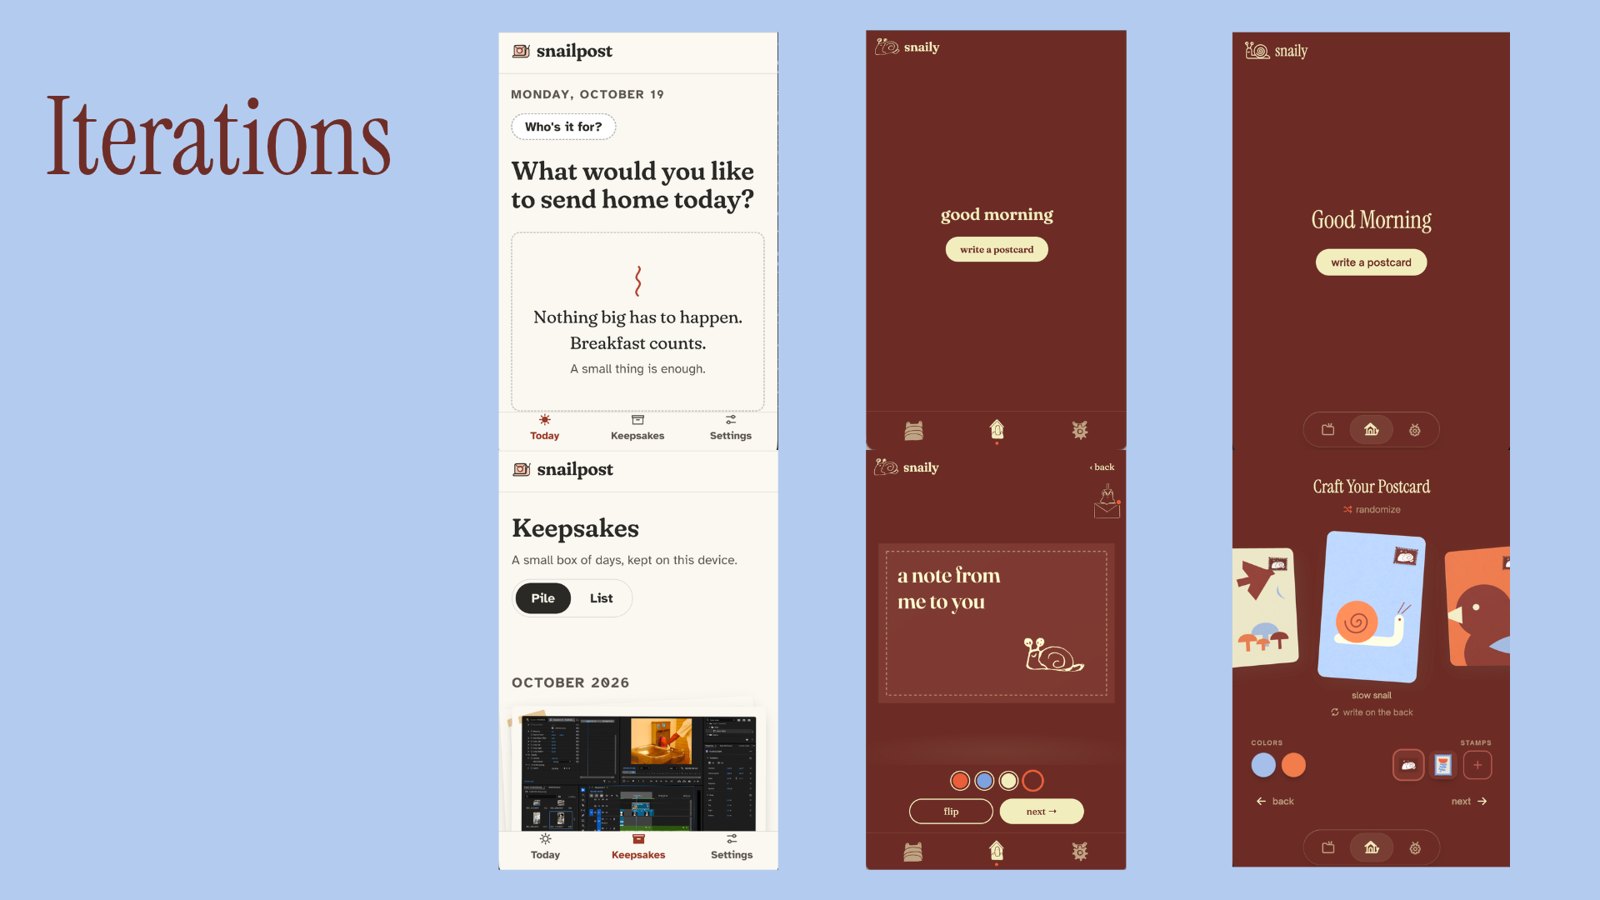 Iterations
snailpost
MONDAY, OCTOBER 19
Who's it for?
What would you like
to send home today?
Nothing big has to happen.
Breakfast counts.
A small thing is enough.
Today
Keepsakes
Settings
snailpost
Keepsakes
A small box of days, kept on this device.
Pile
List
OCTOBER 2026
Today
Keepsakes
Settings
snaily
good morning
write a postcard
snaily
‹ back
a note from
me to you
flip
next →
snaily
Good Morning
write a postcard
Craft Your Postcard
randomize
slow snail
write on the back
COLORS
STAMPS
+
← back
next →